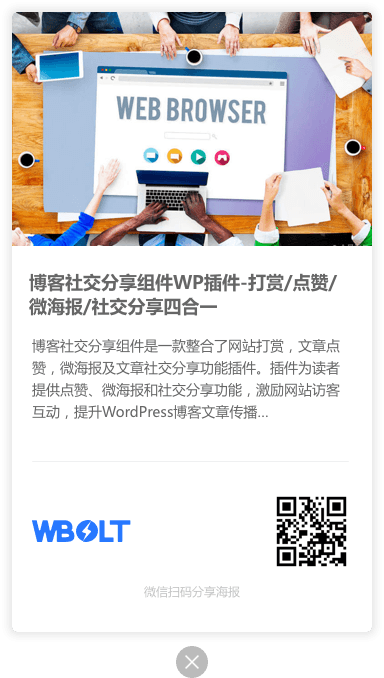 WEB BROWSER
博客社交分享组件WP插件-打赏/点赞/
微海报/社交分享四合一
博客社交分享组件是一款整合了网站打赏，文章点
赞，微海报及文章社交分享功能插件。插件为读者
提供点赞、微海报和社交分享功能，激励网站访客
互动，提升WordPress博客文章传播...
WBOLT
微信扫码分享海报